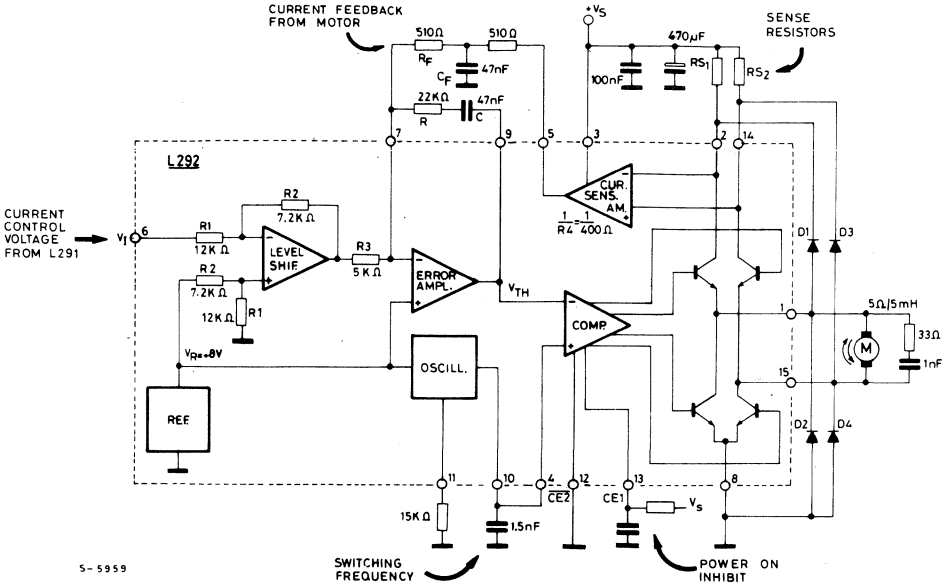 CURRENT FEEDBACK
FROM MOTOR
510Ω
RF
510Ω
CF
47nF
22KΩ
R
47nF
C
+VS
470µF
100nF
RS1
RS2
SENSE
RESISTORS
7
9
5
3
2
14
L292
CURRENT
CONTROL
VOLTAGE
FROM L291
VI
6
R1
12KΩ
R2
7.2KΩ
R2
7.2KΩ
12KΩ
R1
LEVEL
SHIF.
R3
5KΩ
ERROR
AMPL.
CUR.
SENS.
AM.
1/R4 = 1/400Ω
VTH
COMP.
VR=+8V
REF.
OSCILL.
D1
D3
1
5Ω/5mH
M
33Ω
1nF
15
D2
D4
11
10
4
12
13
8
CE2
CE1
VS
15KΩ
1.5nF
SWITCHING
FREQUENCY
POWER ON
INHIBIT
S-5959